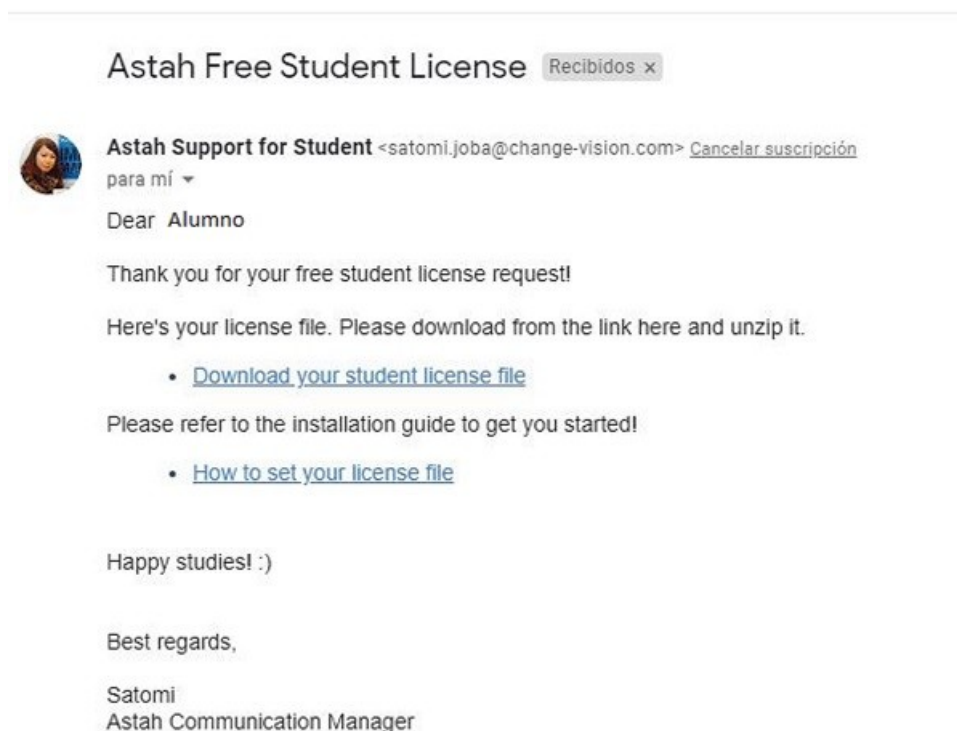 Astah Free Student License Recibidos x
Astah Support for Student <satomi.joba@change-vision.com> Cancelar suscripción
para mí
Dear Alumno
Thank you for your free student license request!
Here's your license file. Please download from the link here and unzip it.
• Download your student license file
Please refer to the installation guide to get you started!
• How to set your license file
Happy studies! :)
Best regards,
Satomi
Astah Communication Manager